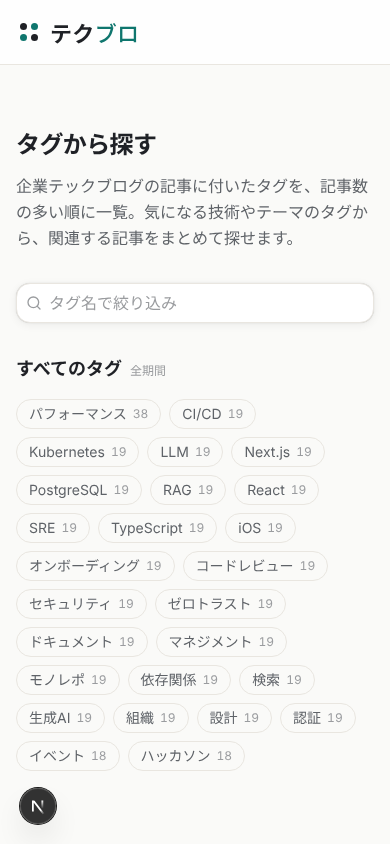 テクブロ
タグから探す
企業テックブログの記事に付いたタグを、記事数
の多い順に一覧。気になる技術やテーマのタグか
ら、関連する記事をまとめて探せます。
タグ名で絞り込み
すべてのタグ 全期間
パフォーマンス 38 CI/CD 19
Kubernetes 19 LLM 19 Next.js 19
PostgreSQL 19 RAG 19 React 19
SRE 19 TypeScript 19 iOS 19
オンボーディング 19 コードレビュー 19
セキュリティ 19 ゼロトラスト 19
ドキュメント 19 マネジメント 19
モノレポ 19 依存関係 19 検索 19
生成AI 19 組織 19 設計 19 認証 19
イベント 18 ハッカソン 18
N